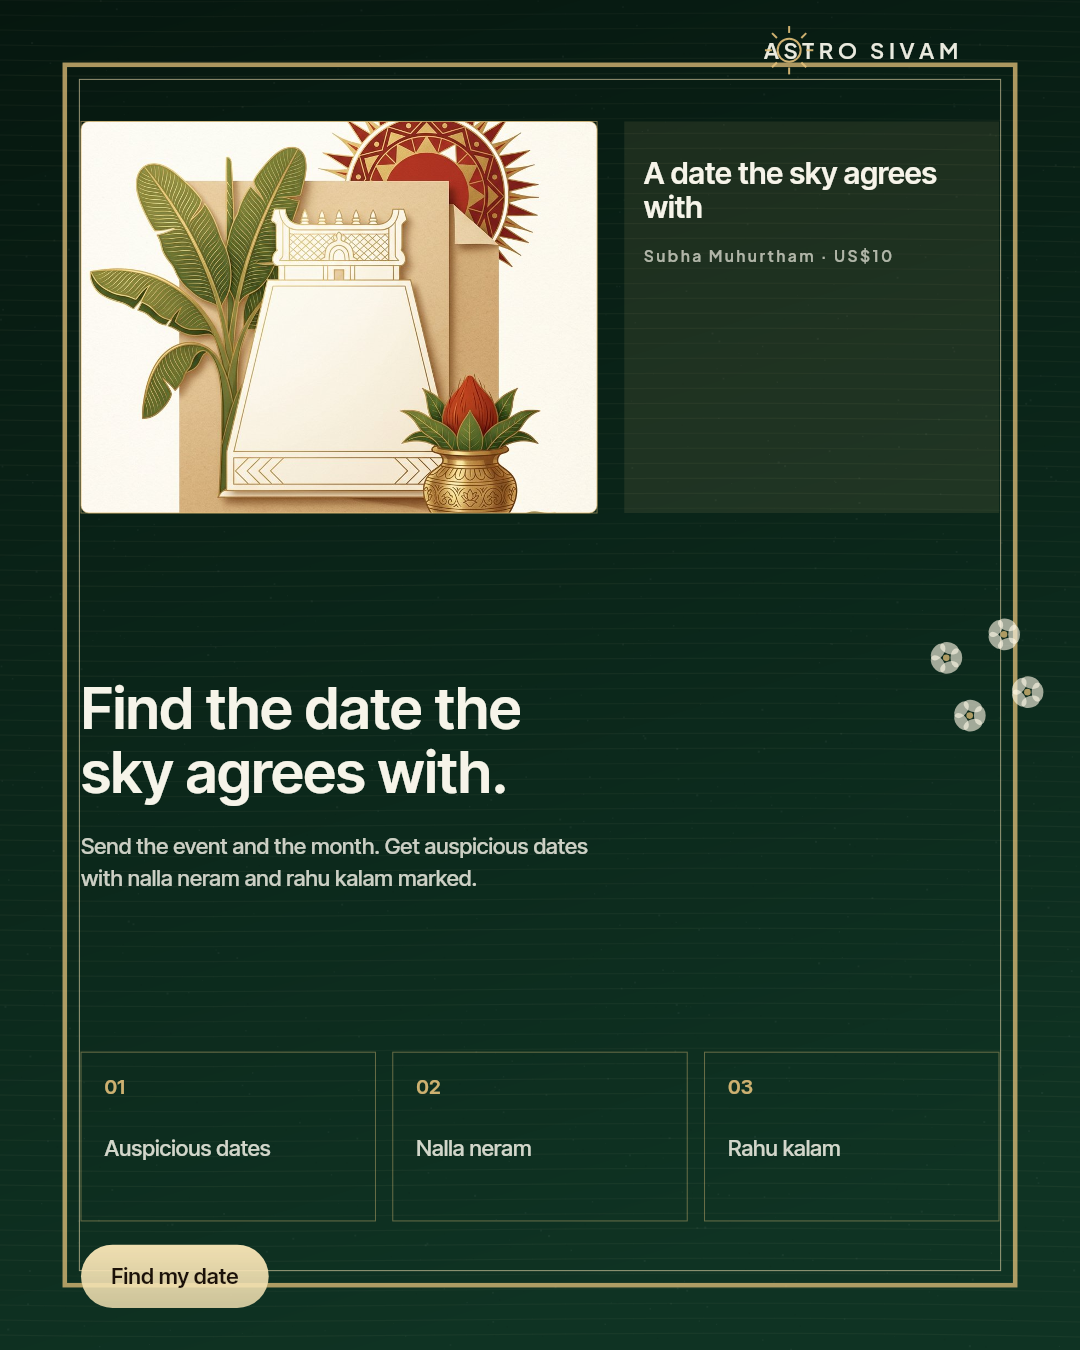 ASTRO SIVAM
A date the sky agrees
with
Subha Muhurtham · US$10
Find the date the
sky agrees with.
Send the event and the month. Get auspicious dates
with nalla neram and rahu kalam marked.
01
Auspicious dates
02
Nalla neram
03
Rahu kalam
Find my date